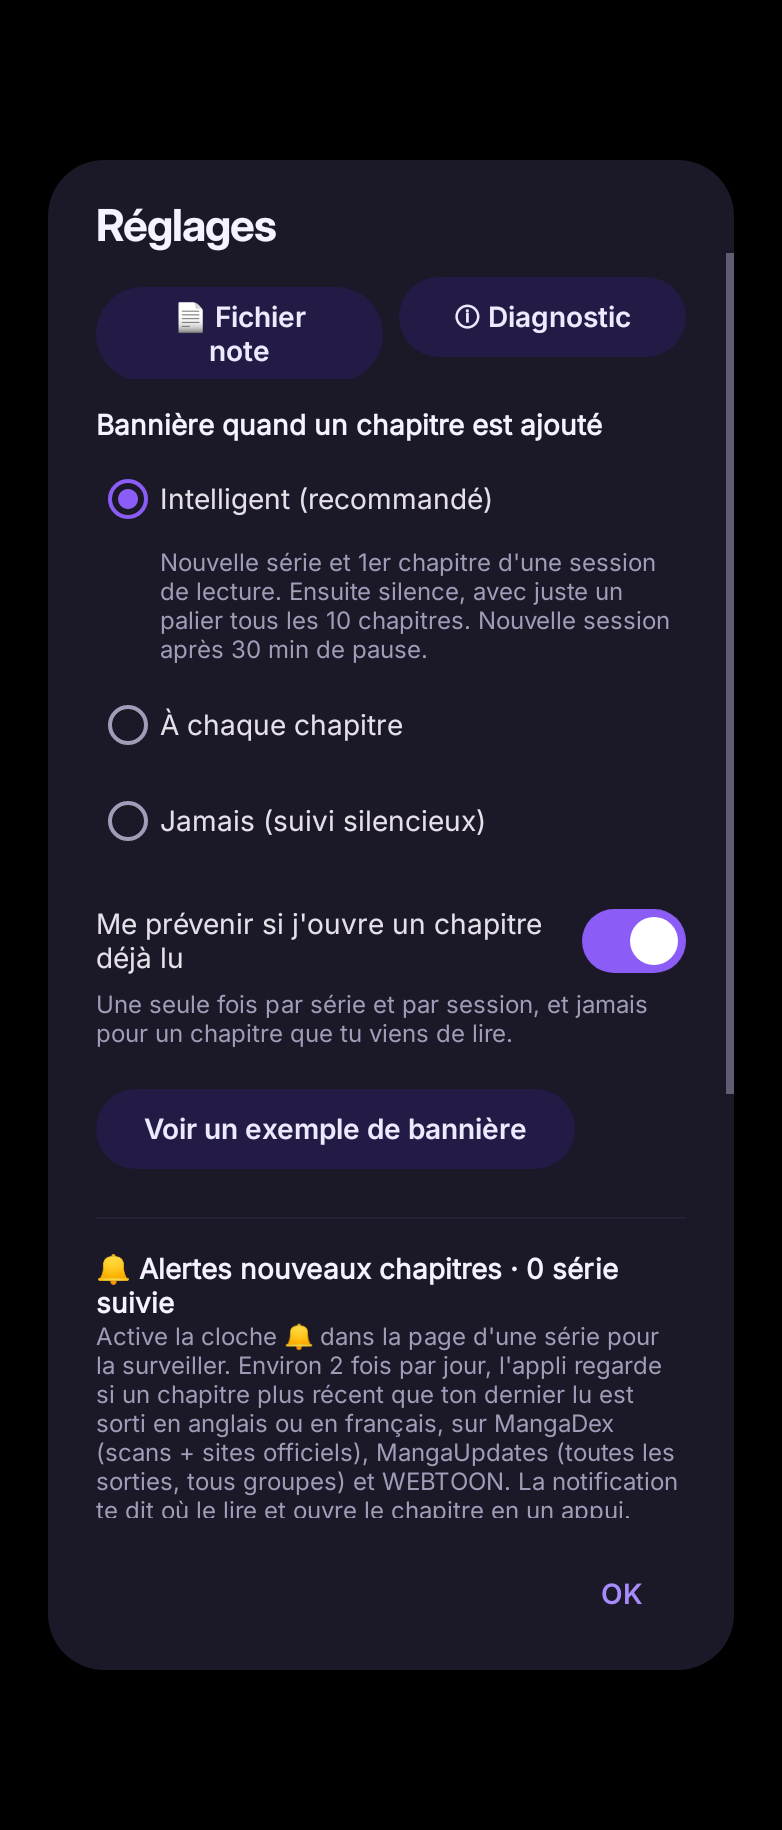 Réglages
📄 Fichier
note
ⓘ Diagnostic
Bannière quand un chapitre est ajouté
Intelligent (recommandé)
Nouvelle série et 1er chapitre d'une session
de lecture. Ensuite silence, avec juste un
palier tous les 10 chapitres. Nouvelle session
après 30 min de pause.
À chaque chapitre
Jamais (suivi silencieux)
Me prévenir si j'ouvre un chapitre
déjà lu
Une seule fois par série et par session, et jamais
pour un chapitre que tu viens de lire.
Voir un exemple de bannière
🔔 Alertes nouveaux chapitres · 0 série
suivie
Active la cloche 🔔 dans la page d'une série pour
la surveiller. Environ 2 fois par jour, l'appli regarde
si un chapitre plus récent que ton dernier lu est
sorti en anglais ou en français, sur MangaDex
(scans + sites officiels), MangaUpdates (toutes les
sorties, tous groupes) et WEBTOON. La notification
te dit où le lire et ouvre le chapitre en un appui.
OK